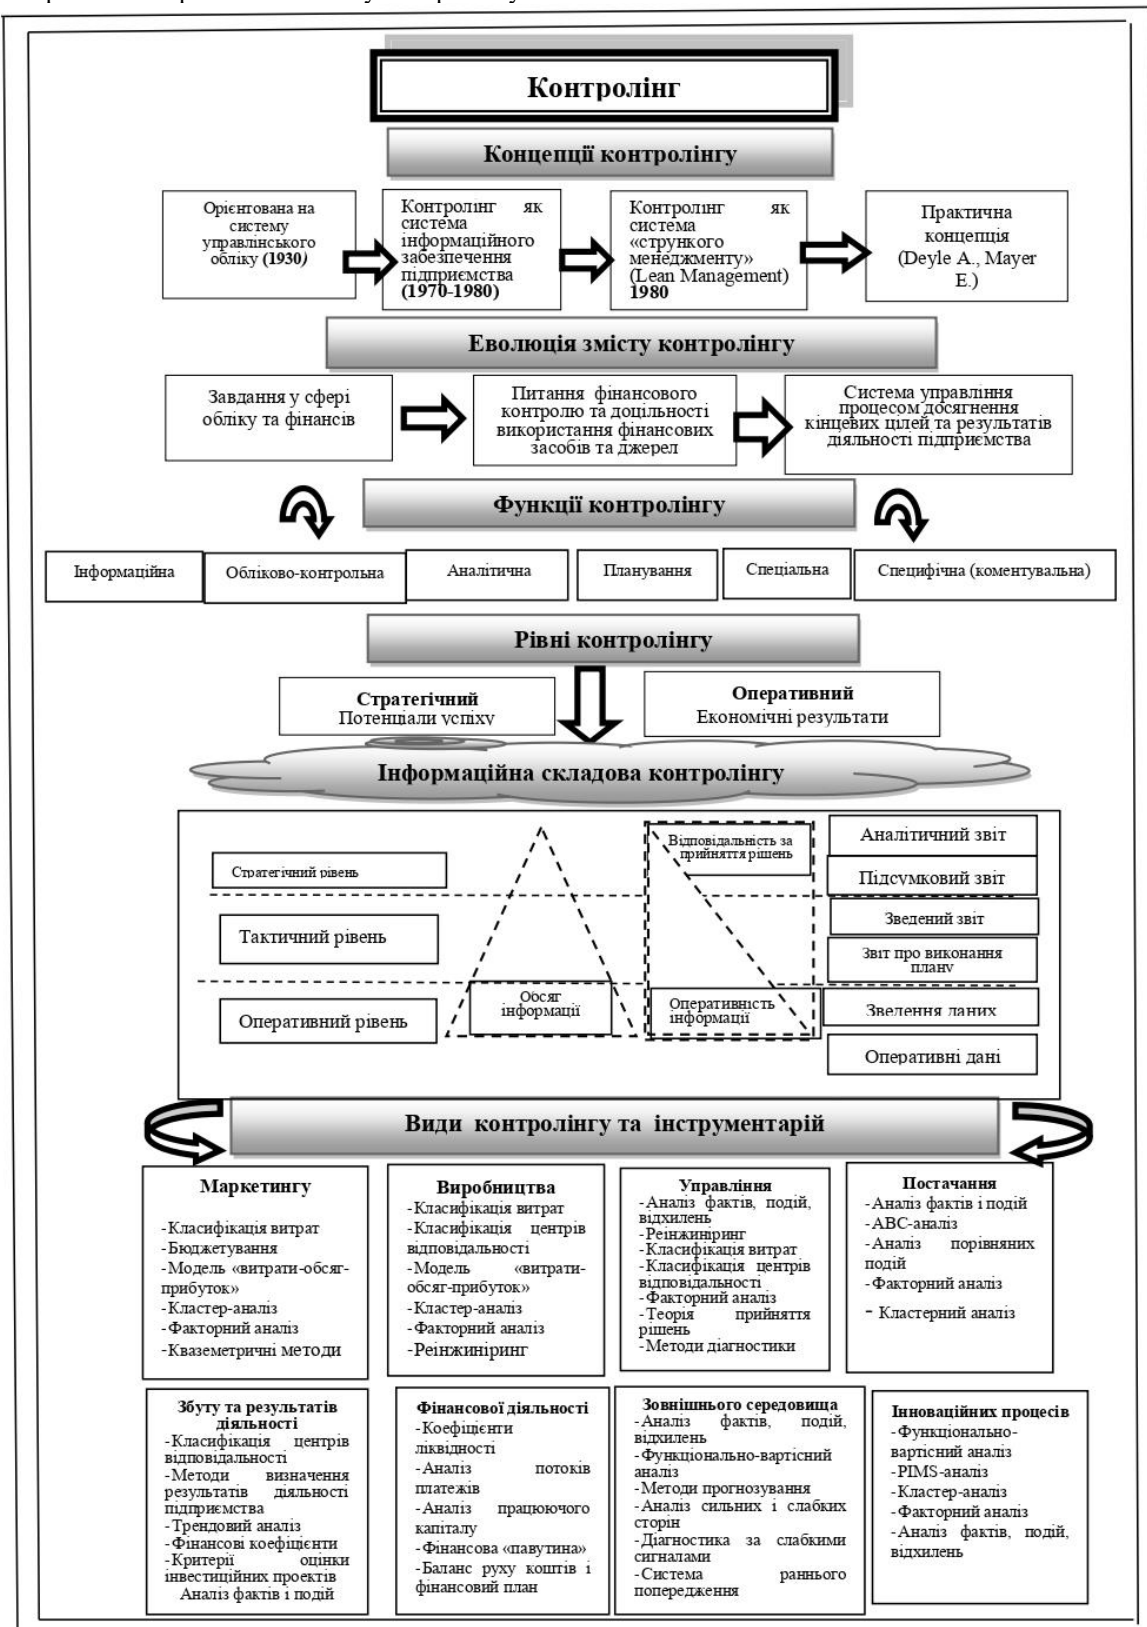 Контролінг
Концепції контролінгу
Орієнтована на
систему
управлінського
обліку (1930)
Контролінг як
система
інформаційного
забезпечення
підприємства
(1970-1980)
Контролінг як
система
«стрункого
менеджменту»
(Lean Management)
1980
Практична
концепція
(Deyle A., Mayer
E.)
Еволюція змісту контролінгу
Завдання у сфері
обліку та фінансів
Питання фінансового
контролю та доцільності
використання фінансових
засобів та джерел
Система управління
процесом досягнення
кінцевих цілей та результатів
діяльності підприємства
Функції контролінгу
Інформаційна
Обліково-контрольна
Аналітична
Планування
Спеціальна
Специфічна (коментувальна)
Рівні контролінгу
Стратегічний
Потенціали успіху
Оперативний
Економічні результати
Інформаційна складова контролінгу
Стратегічний рівень
Тактичний рівень
Оперативний рівень
Обсяг
інформації
Відповідальність за
прийняття рішень
Оперативність
інформації
Аналітичний звіт
Підсумковий звіт
Зведений звіт
Звіт про виконання
плану
Зведення даних
Оперативні дані
Види контролінгу та інструментарій
Маркетингу
-Класифікація витрат
-Бюджетування
-Модель «витрати-обсяг-
прибуток»
-Кластер-аналіз
-Факторний аналіз
-Кваземетричні методи
Виробництва
-Класифікація витрат
-Класифікація центрів
відповідальності
-Модель «витрати-
обсяг-прибуток»
-Кластер-аналіз
-Факторний аналіз
-Реінжиніринг
Управління
-Аналіз фактів, подій,
відхилень
-Реінжиніринг
-Класифікація витрат
-Класифікація центрів
відповідальності
-Факторний аналіз
-Теорія прийняття
рішень
-Методи діагностики
Постачання
-Аналіз фактів і подій
-АВС-аналіз
-Аналіз порівняних
подій
-Факторний аналіз
- Кластерний аналіз
Збуту та результатів
діяльності
-Класифікація центрів
відповідальності
-Методи визначення
результатів діяльності
підприємства
-Трендовий аналіз
-Фінансові коефіцієнти
-Критерії оцінки
інвестиційних проектів
Аналіз фактів і подій
Фінансової діяльності
-Коефіцієнти
ліквідності
-Аналіз потоків
платежів
-Аналіз працюючого
капіталу
-Фінансова «павутина»
-Баланс руху коштів і
фінансовий план
Зовнішнього середовища
-Аналіз фактів, подій,
відхилень
-Функціонально-вартісний
аналіз
-Методи прогнозування
-Аналіз сильних і слабких
сторін
-Діагностика за слабкими
сигналами
-Система раннього
попередження
Інноваційних процесів
-Функціонально-
вартісний аналіз
-PIMS-аналіз
-Кластер-аналіз
-Факторний аналіз
-Аналіз фактів, подій,
відхилень